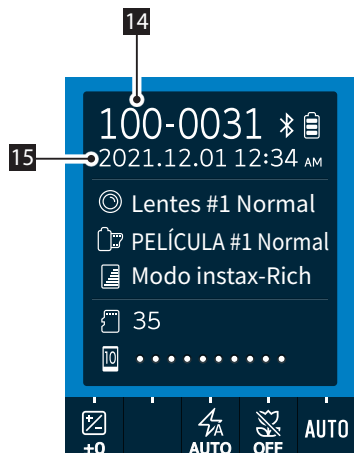 14
100-0031
15
2021.12.01 12:34 AM
Lentes #1 Normal
PELÍCULA #1 Normal
Modo instax-Rich
35
10
+0
A
AUTO
OFF
AUTO